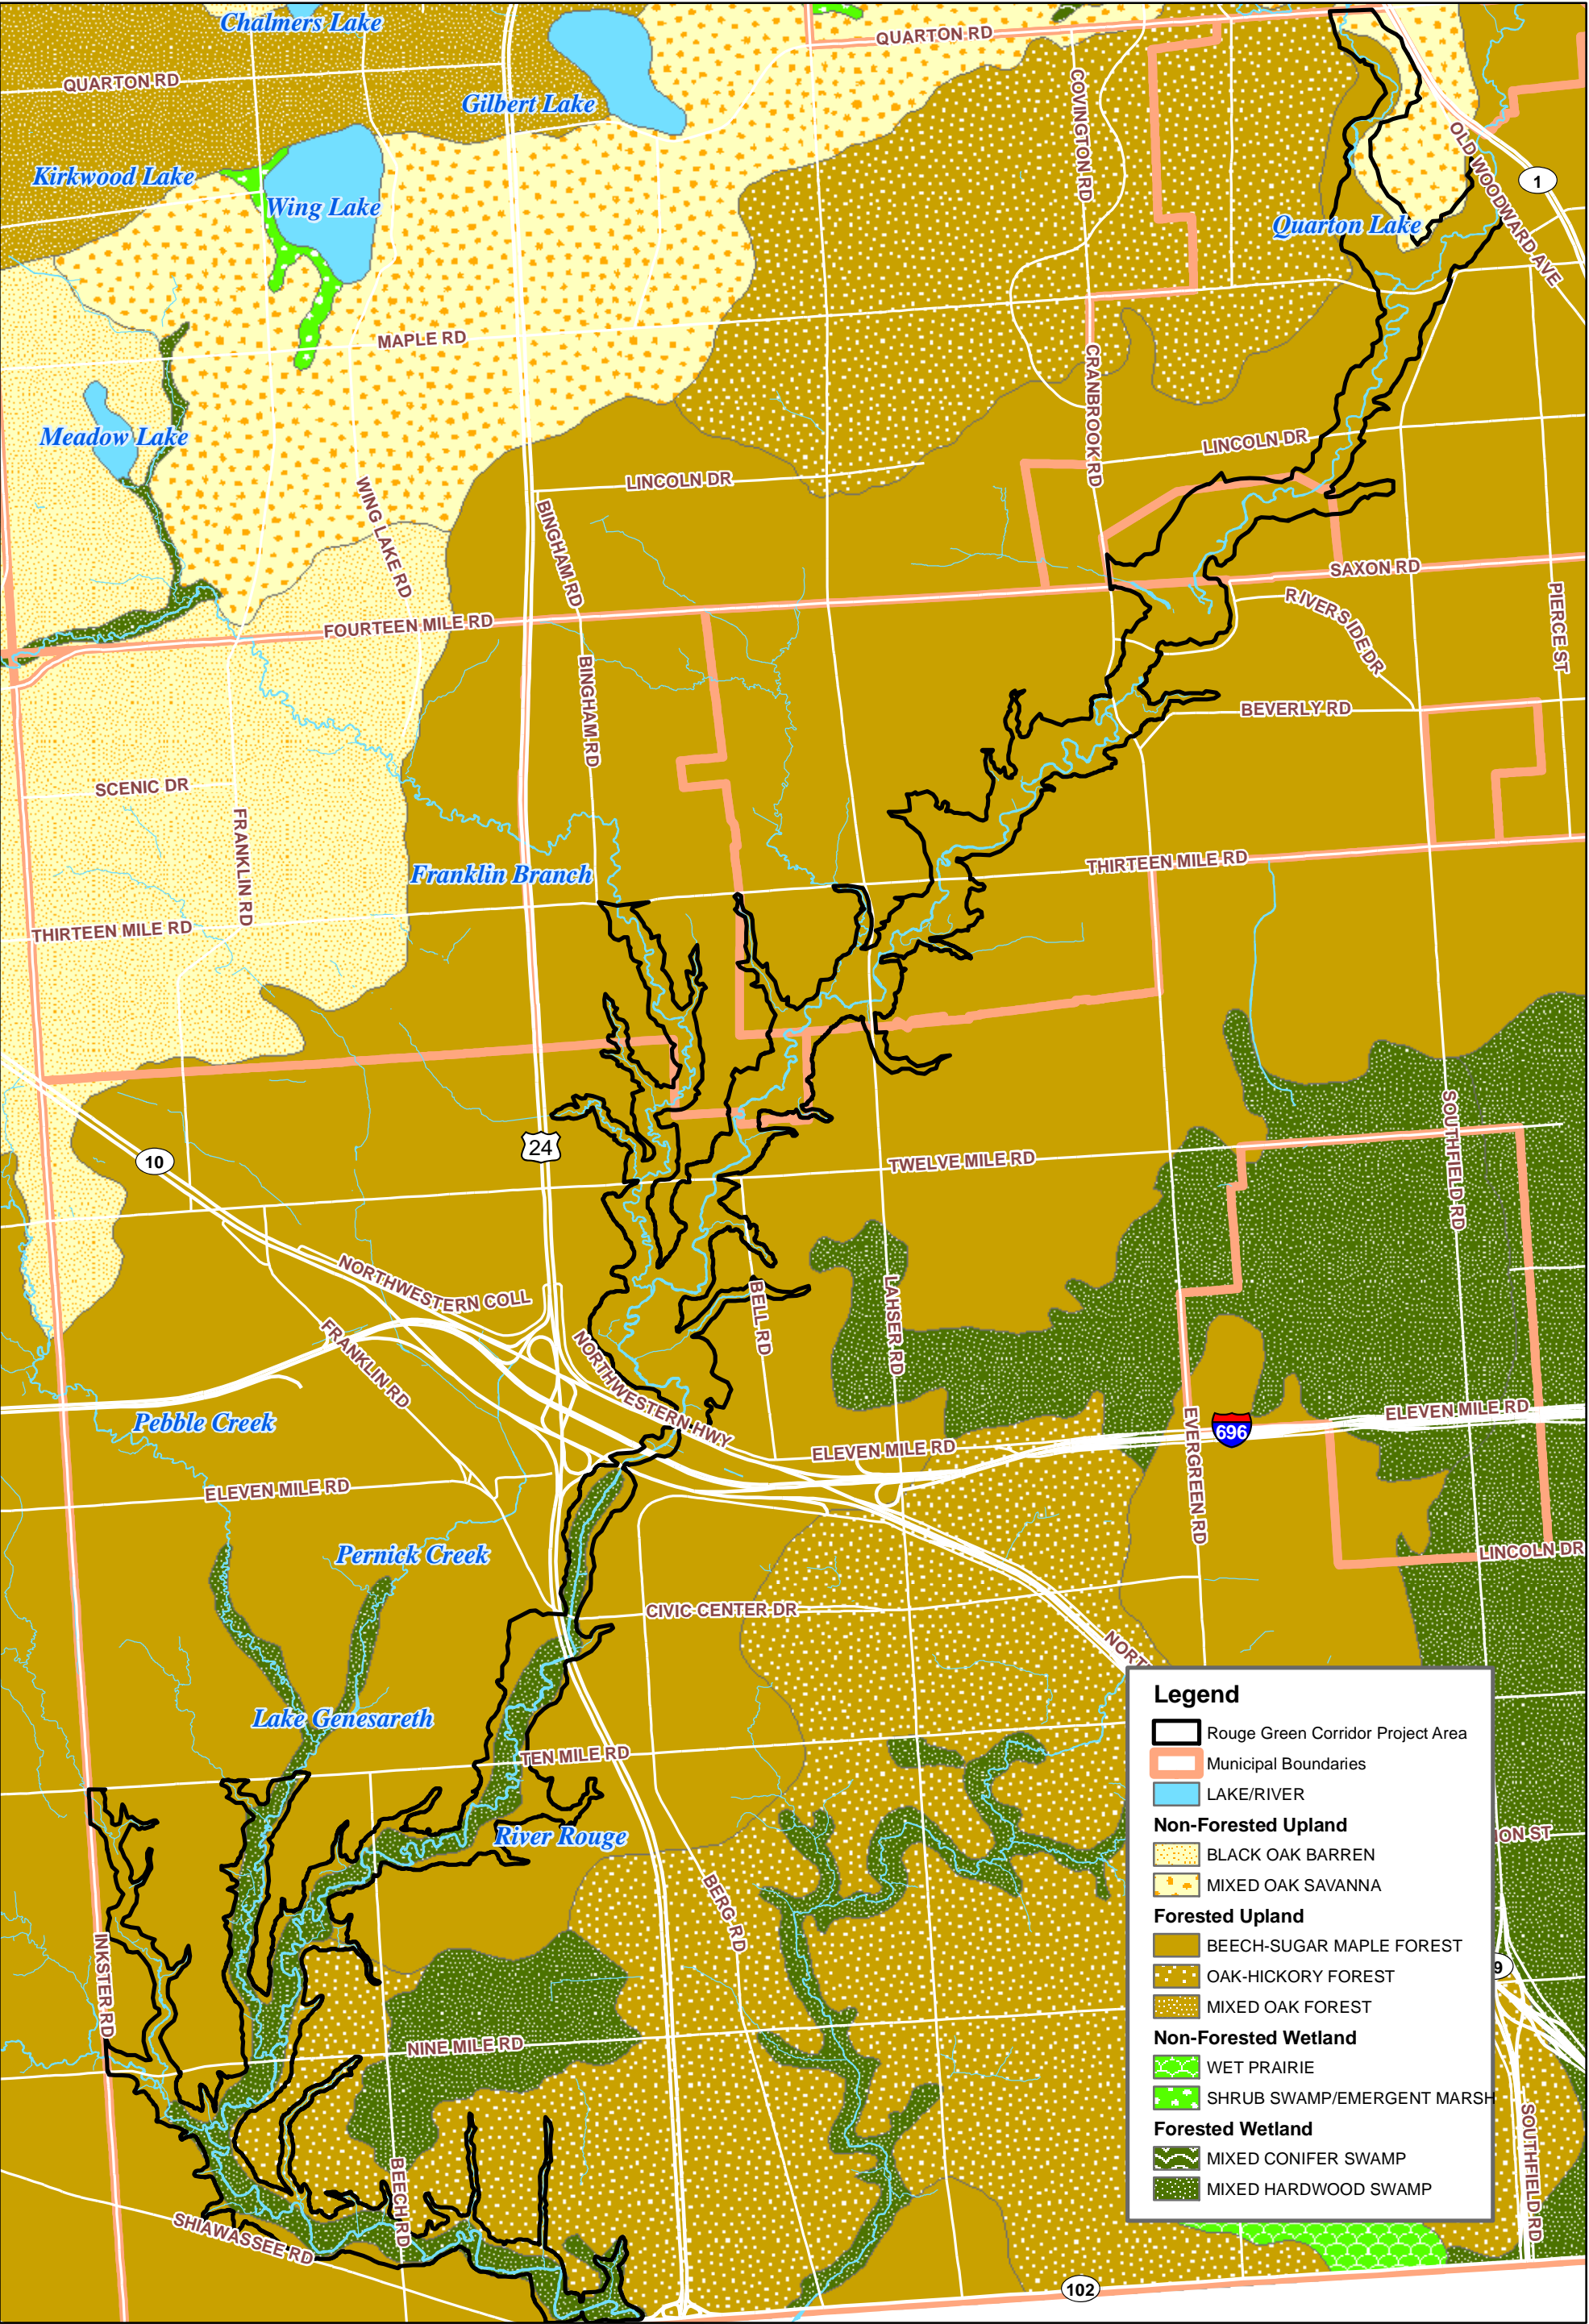 Chalmers Lake
QUARTON RD
QUARTON RD
Gilbert Lake
COVINGTON RD
OLD WOODWARD AVE
1
Kirkwood Lake
Wing Lake
Quarton Lake
MAPLE RD
CRANBROOK RD
Meadow Lake
LINCOLN DR
LINCOLN DR
WING LAKE RD
BINGHAM RD
SAXON RD
RIVERSIDE DR
PIERCE ST
FOURTEEN MILE RD
BINGHAM RD
BEVERLY RD
SCENIC DR
FRANKLIN RD
Franklin Branch
THIRTEEN MILE RD
THIRTEEN MILE RD
24
10
TWELVE MILE RD
SOUTHFIELD RD
NORTHWESTERN COLL
FRANKLIN RD
NORTHWESTERN HWY
BELL RD
LAHSER RD
Pebble Creek
ELEVEN MILE RD
696
ELEVEN MILE RD
EVERGREEN RD
ELEVEN MILE RD
Pernick Creek
LINCOLN DR
CIVIC CENTER DR
NORT
Lake Genesareth
TEN MILE RD
River Rouge
BERG RD
INKSTER RD
NINE MILE RD
BEECH RD
SHIAWASSEE RD
102
ON ST
9
SOUTHFIELD RD
Legend
Rouge Green Corridor Project Area
Municipal Boundaries
LAKE/RIVER
Non-Forested Upland
BLACK OAK BARREN
MIXED OAK SAVANNA
Forested Upland
BEECH-SUGAR MAPLE FOREST
OAK-HICKORY FOREST
MIXED OAK FOREST
Non-Forested Wetland
WET PRAIRIE
SHRUB SWAMP/EMERGENT MARSH
Forested Wetland
MIXED CONIFER SWAMP
MIXED HARDWOOD SWAMP